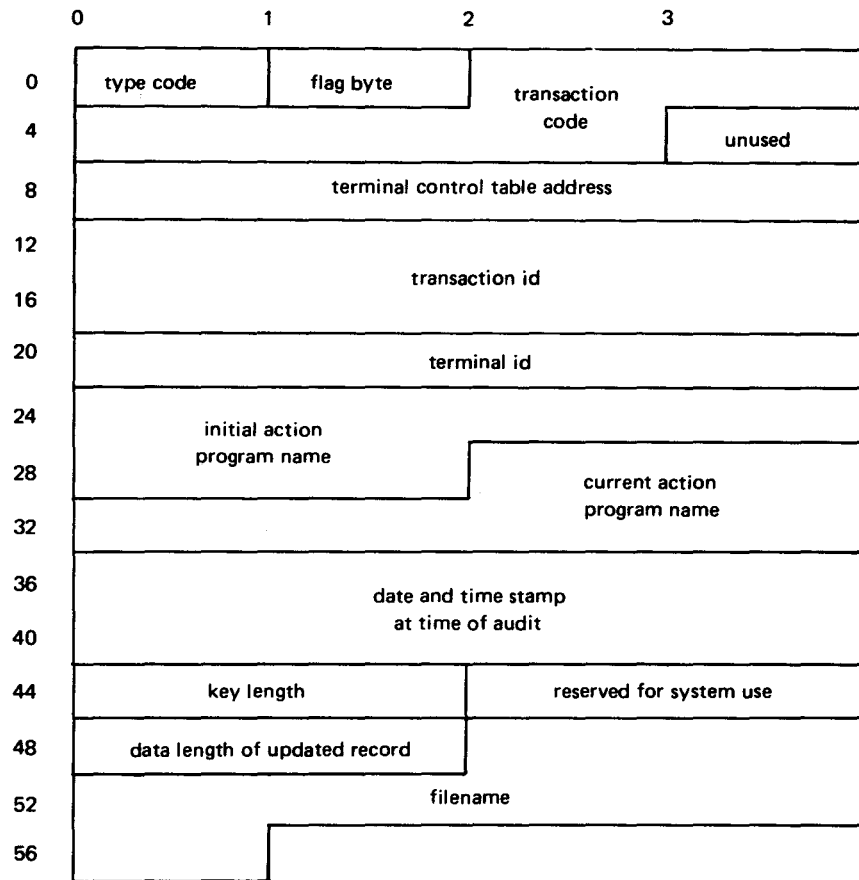 0 1 2 3
0 type code flag byte transaction
code
4 unused
8 terminal control table address
12
transaction id
16
20 terminal id
24 initial action
program name
28 current action
program name
32
36 date and time stamp
at time of audit
40
44 key length reserved for system use
48 data length of updated record
52 filename
56